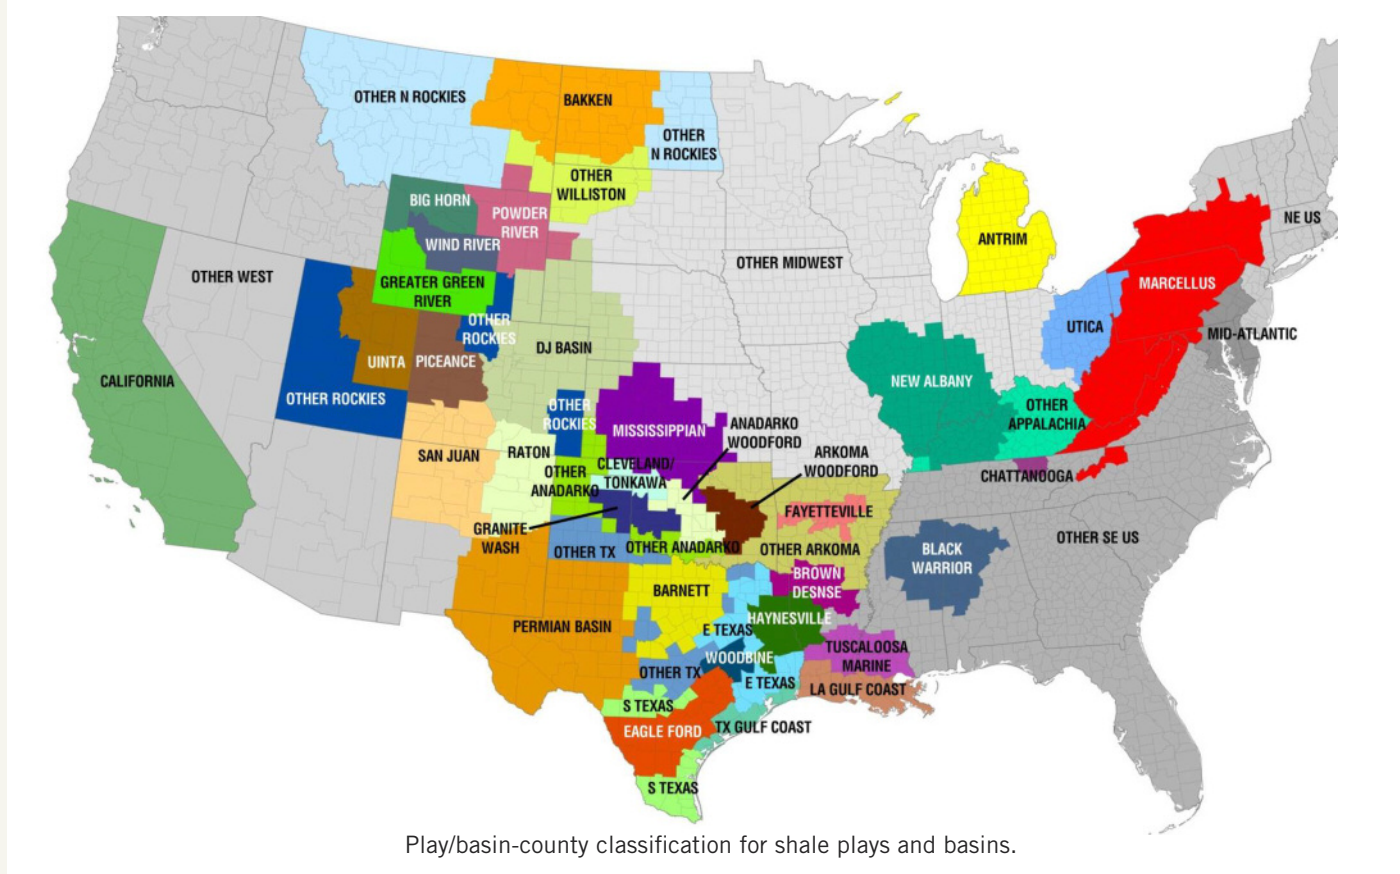 OTHER N ROCKIES
BAKKEN
OTHER
N ROCKIES
OTHER
WILLISTON
BIG HORN
POWDER
RIVER
WIND RIVER
GREATER GREEN
RIVER
OTHER WEST
OTHER
ROCKIES
UINTA
PICEANCE
DJ BASIN
OTHER ROCKIES
CALIFORNIA
OTHER MIDWEST
ANTRIM
NE US
MARCELLUS
UTICA
MID-ATLANTIC
NEW ALBANY
OTHER
APPALACHIA
CHATTANOOGA
OTHER
ROCKIES
MISSISSIPPIAN
ANADARKO
WOODFORD
ARKOMA
WOODFORD
SAN JUAN
RATON
OTHER
ANADARKO
CLEVELAND/
TONKAWA
FAYETTEVILLE
GRANITE
WASH
OTHER TX
OTHER ANADARKO
OTHER ARKOMA
OTHER SE US
BLACK
WARRIOR
BARNETT
BROWN
DESNSE
PERMIAN BASIN
HAYNESVILLE
E TEXAS
WOODBINE
TUSCALOOSA
MARINE
OTHER TX
E TEXAS
LA GULF COAST
S TEXAS
EAGLE FORD
TX GULF COAST
S TEXAS
Play/basin-county classification for shale plays and basins.